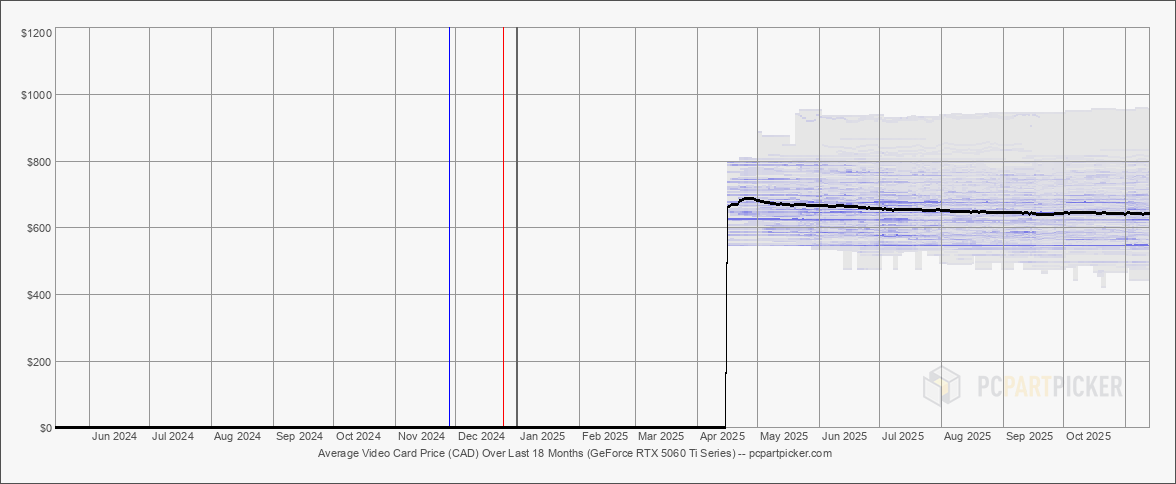 $1200
$1000
$800
$600
$400
$200
$0
Jun 2024 Jul 2024 Aug 2024 Sep 2024 Oct 2024 Nov 2024 Dec 2024 Jan 2025 Feb 2025 Mar 2025 Apr 2025 May 2025 Jun 2025 Jul 2025 Aug 2025 Sep 2025 Oct 2025
Average Video Card Price (CAD) Over Last 18 Months (GeForce RTX 5060 Ti Series) -- pcpartpicker.com
PCPARTPICKER